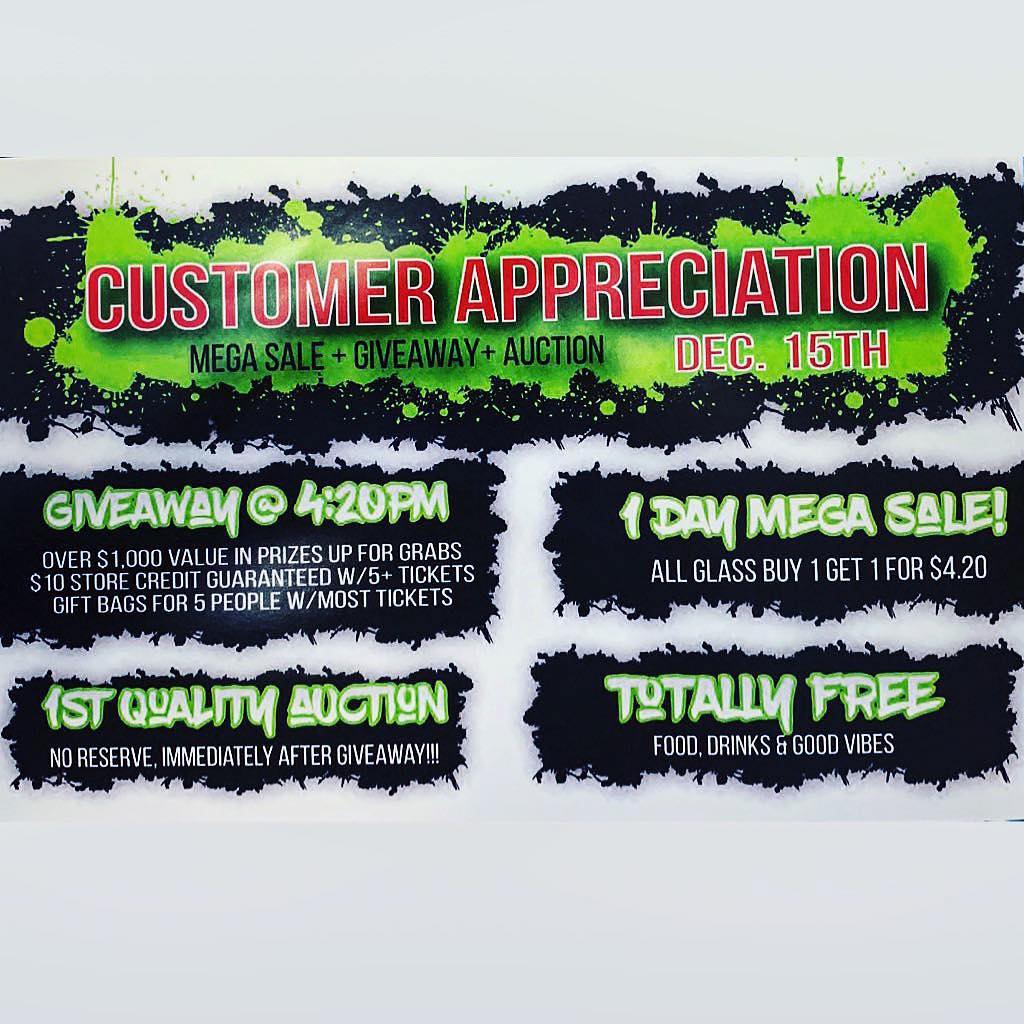 CUSTOMER APPRECIATION
MEGA SALE + GIVEAWAY+ AUCTION DEC. 15TH
GIVEAWAY @ 4:20PM
OVER $1,000 VALUE IN PRIZES UP FOR GRABS
$10 STORE CREDIT GUARANTEED W/5+ TICKETS
GIFT BAGS FOR 5 PEOPLE W/MOST TICKETS
1 DAY MEGA SALE!
ALL GLASS BUY 1 GET 1 FOR $4.20
1ST QUALITY AUCTION
NO RESERVE, IMMEDIATELY AFTER GIVEAWAY!!!
TOTALLY FREE
FOOD, DRINKS & GOOD VIBES